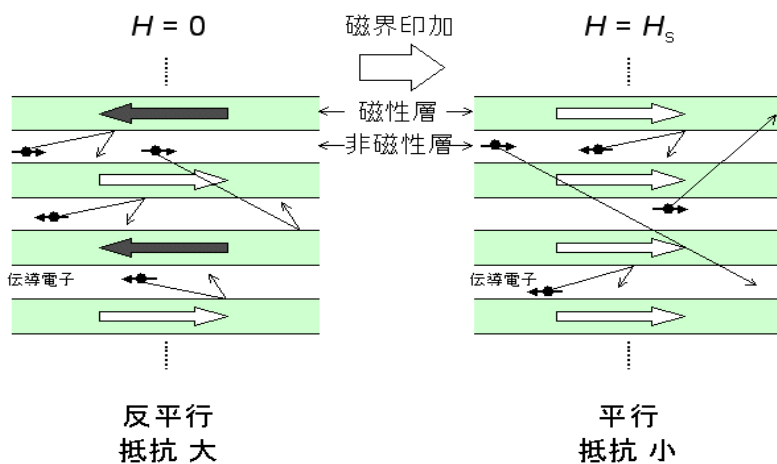 H = 0
磁界印加
H = Hs
磁性層
非磁性層
伝導電子
伝導電子
反平行
抵抗 大
平行
抵抗 小